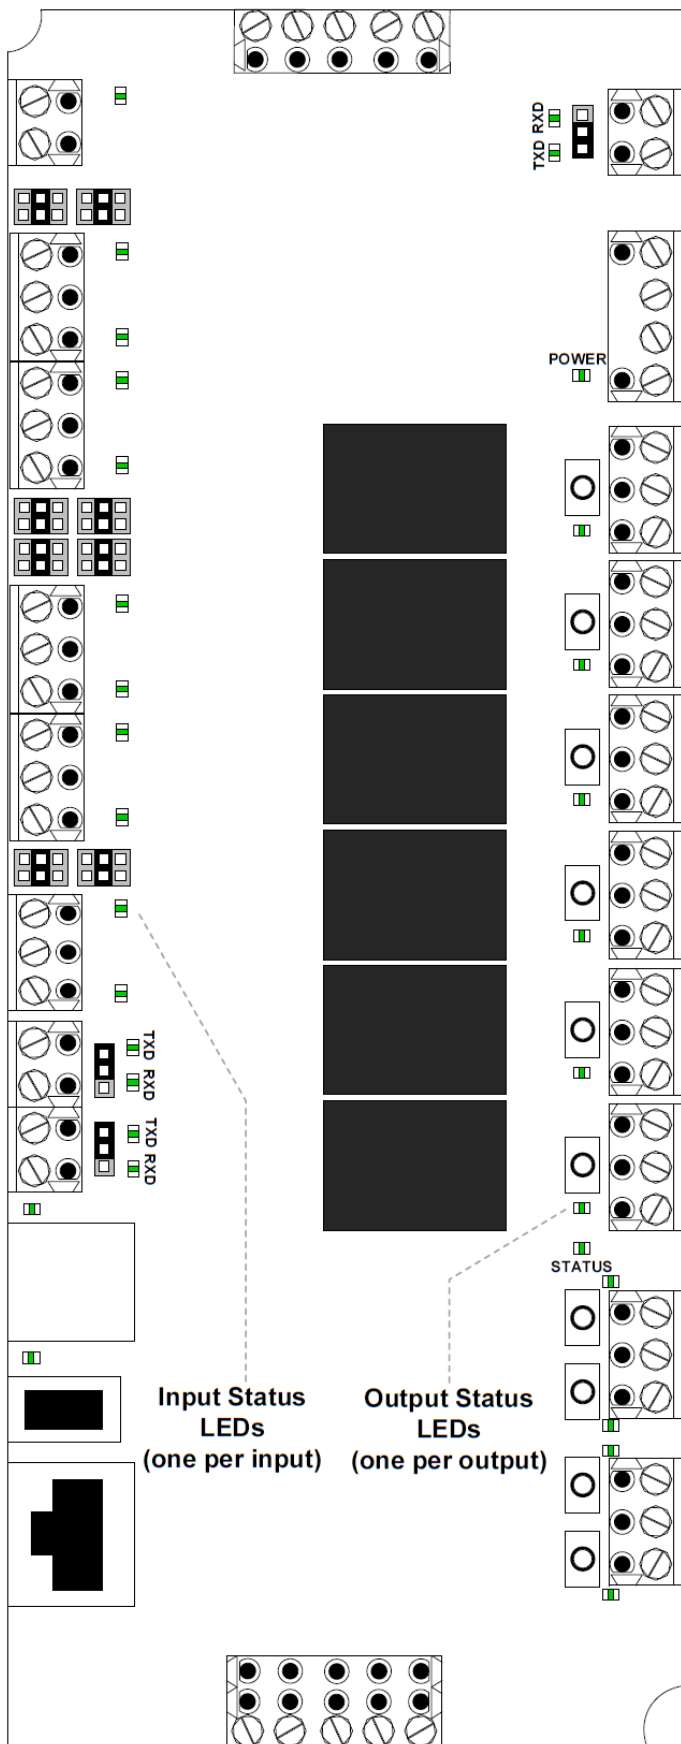 RXD
TXD
POWER
TXD
RXD
TXD
RXD
STATUS
Input Status
LEDs
(one per input)
Output Status
LEDs
(one per output)